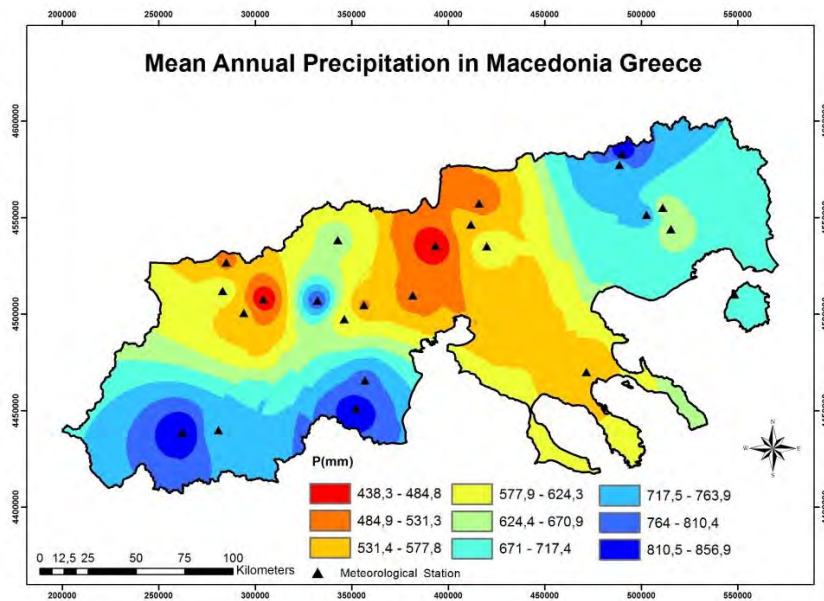 200000 250000 300000 350000 400000 450000 500000 550000
Mean Annual Precipitation in Macedonia Greece
4600000
4550000
4500000
4450000
4400000
N
W E
S
P(mm)
438,3 - 484,8
484,9 - 531,3
531,4 - 577,8
577,9 - 624,3
624,4 - 670,9
671 - 717,4
717,5 - 763,9
764 - 810,4
810,5 - 856,9
0 12,5 25 50 75 100
Kilometers
Meteorological Station
200000 250000 300000 350000 400000 450000 500000 550000